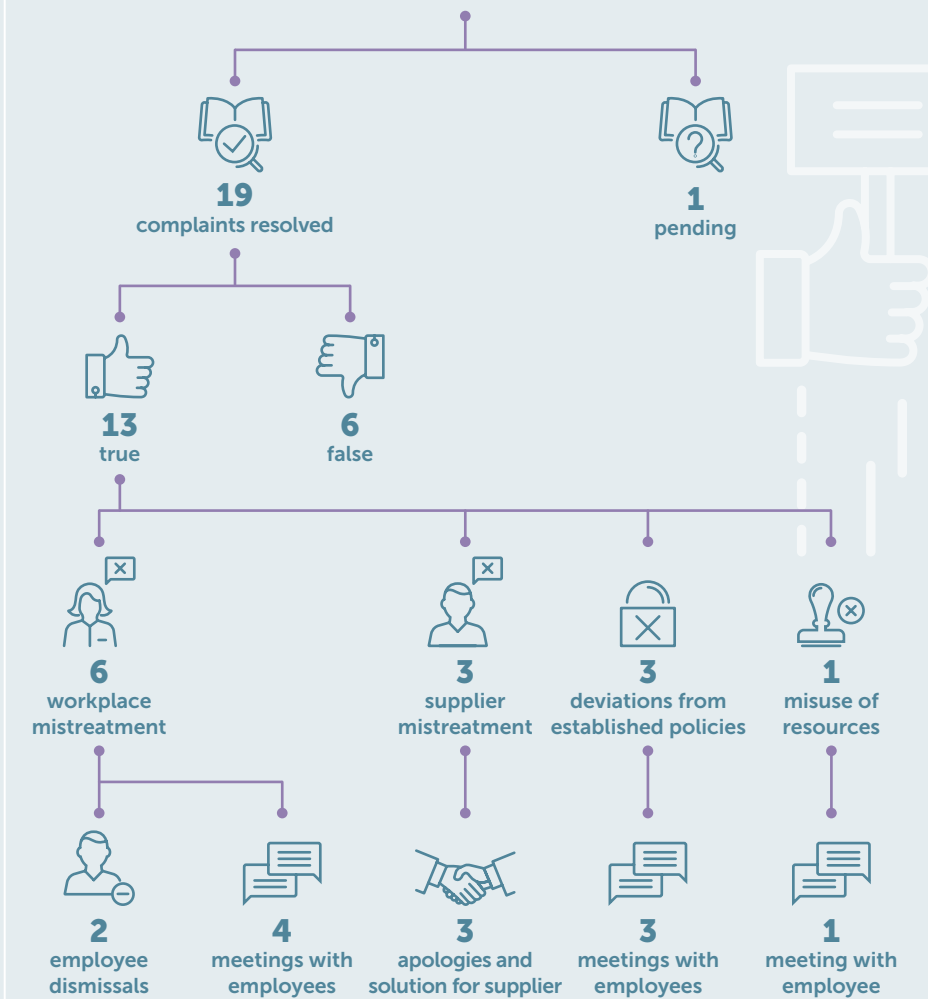 19
complaints resolved
1
pending
13
true
6
false
6
workplace
mistreatment
3
supplier
mistreatment
3
deviations from
established policies
1
misuse of
resources
2
employee
dismissals
4
meetings with
employees
3
apologies and
solution for supplier
3
meetings with
employees
1
meeting with
employee